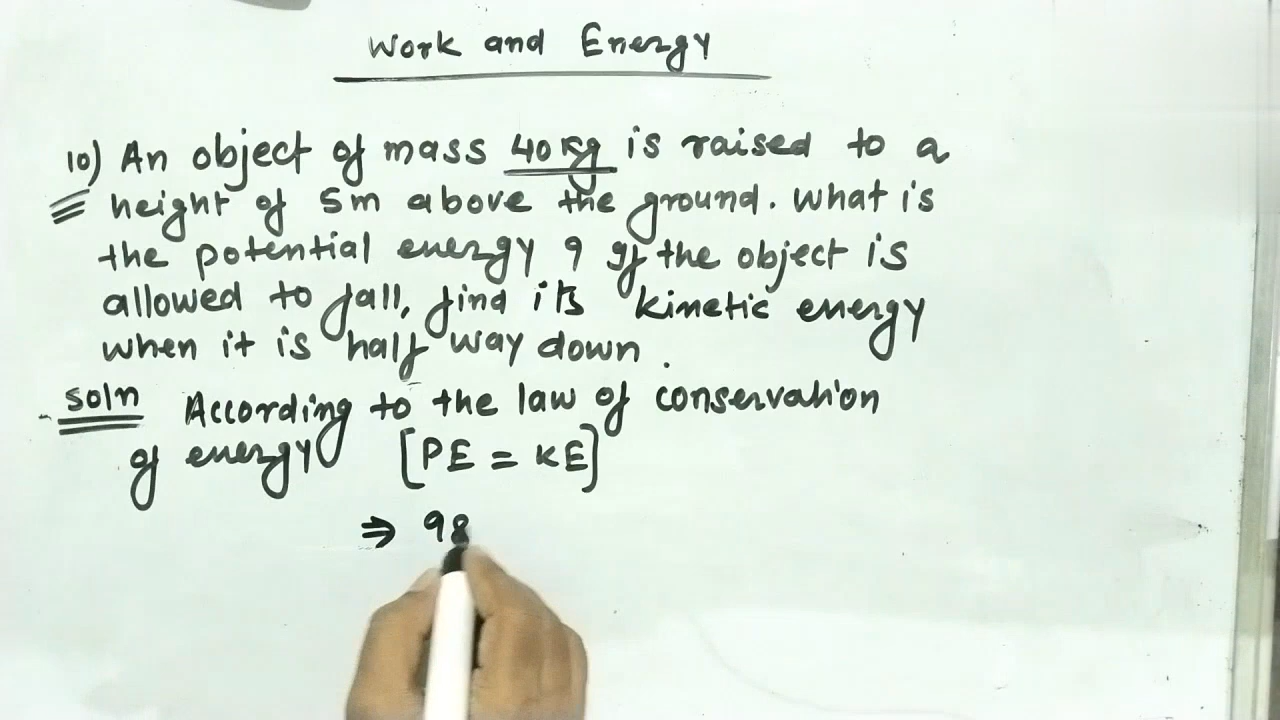 Work and Energy
10) An object of mass 40 Kg is raised to a
height of 5m above the ground. What is
the potential energy ? If the object is
allowed to fall, find its kinetic energy
when it is half way down.
Soln According to the law of conservation
of energy [PE = KE]
⇒ 98